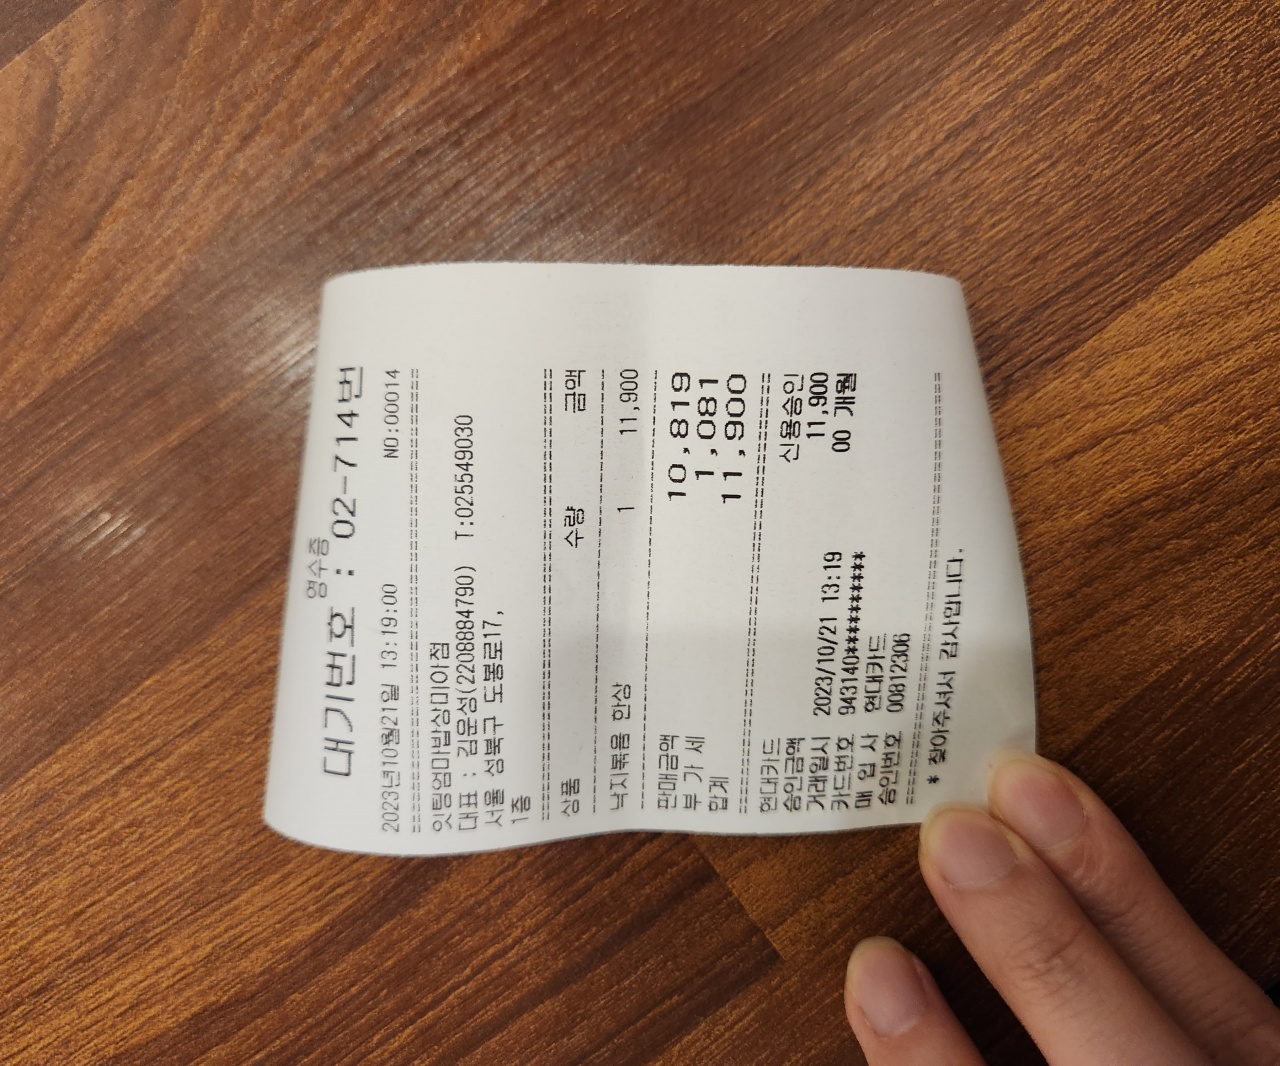 영수증
대기번호 : 02-714번
2023년10월21일 13:19:00 NO:00014
잇팅엄마밥상미아점
대표 : 김운성(2208884790) T:025549030
서울 성북구 도봉로17,
1층
상품 수량 금액
낙지볶음 한상 1 11,900
판매금액 10,819
부 가 세 1,081
합계 11,900
현대카드 신용승인
승인금액 11,900
거래일시 2023/10/21 13:19 00 개월
카드번호 943140**********
매 입 사 현대카드
승인번호 00812306
* 찾아주셔서 감사합니다.